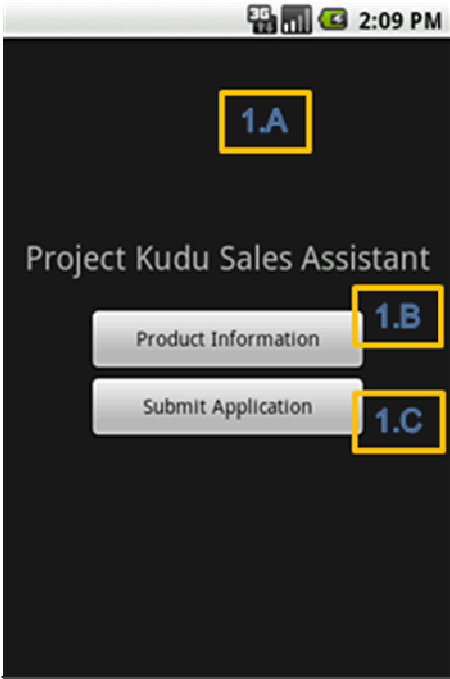 3G 2:09 PM
1.A
Project Kudu Sales Assistant
1.B
Product Information
Submit Application
1.C